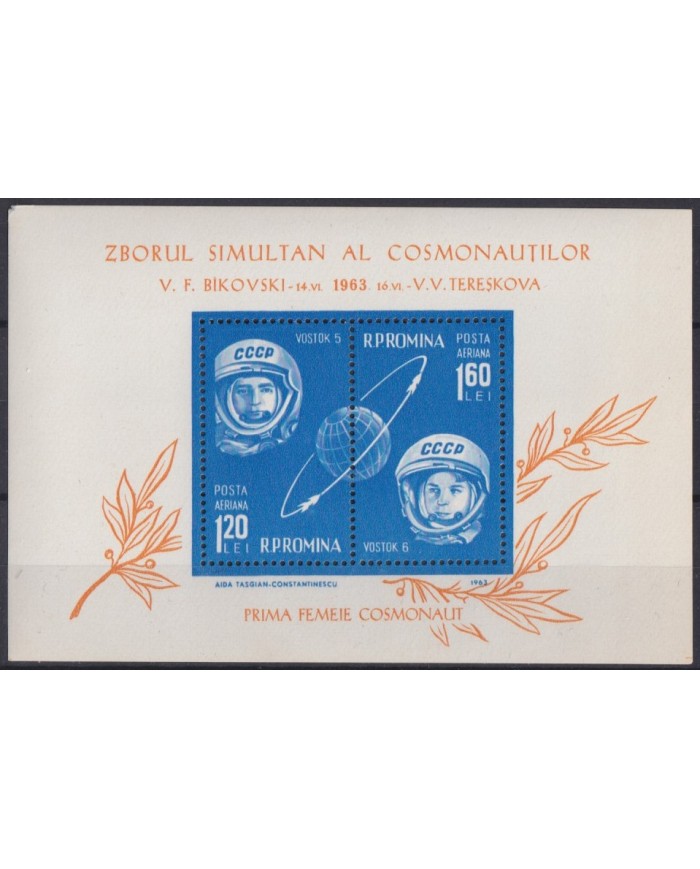 ZBORUL SIMULTAN AL COSMONAUȚILOR
V. F. BÎKOVSKI - 14.VI. 1963 16.VI. - V.V. TEREȘKOVA
VOSTOK 5
CCCP
POSTA
AERIANA
1 20
LEI
R.P.ROMINA
R.P.ROMINA
POSTA
AERIANA
1 60
LEI
CCCP
VOSTOK 6
AIDA TASGIAN-CONSTANTINESCU
1963
PRIMA FEMEIE COSMONAUT